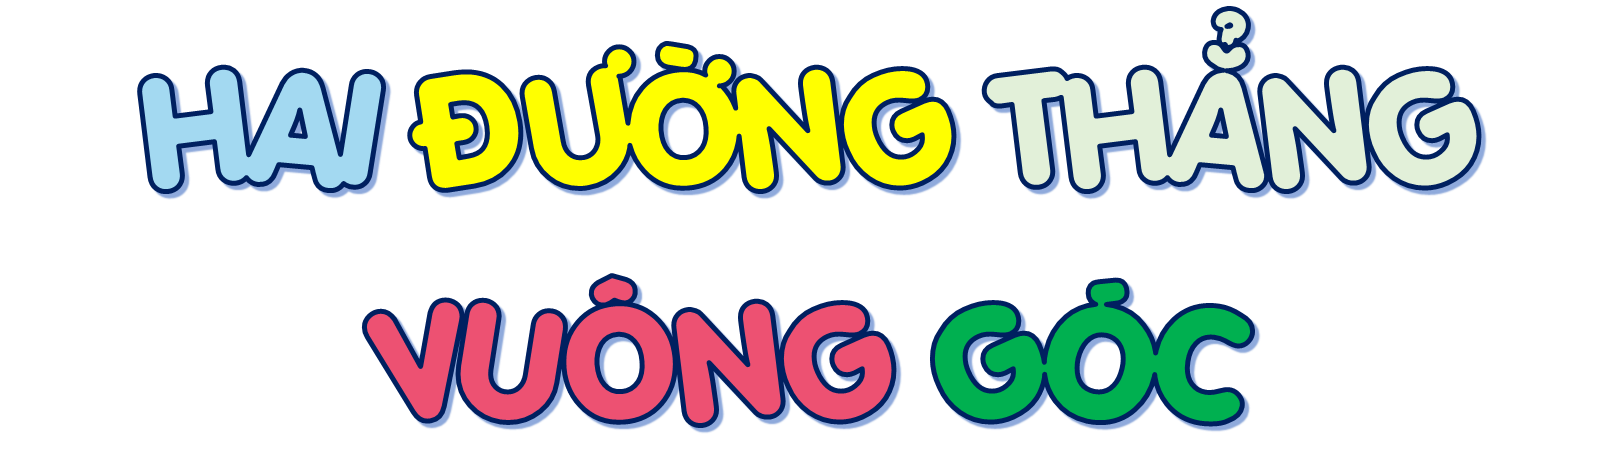 HAI ĐƯỜNG THẲNG
VUÔNG GÓC